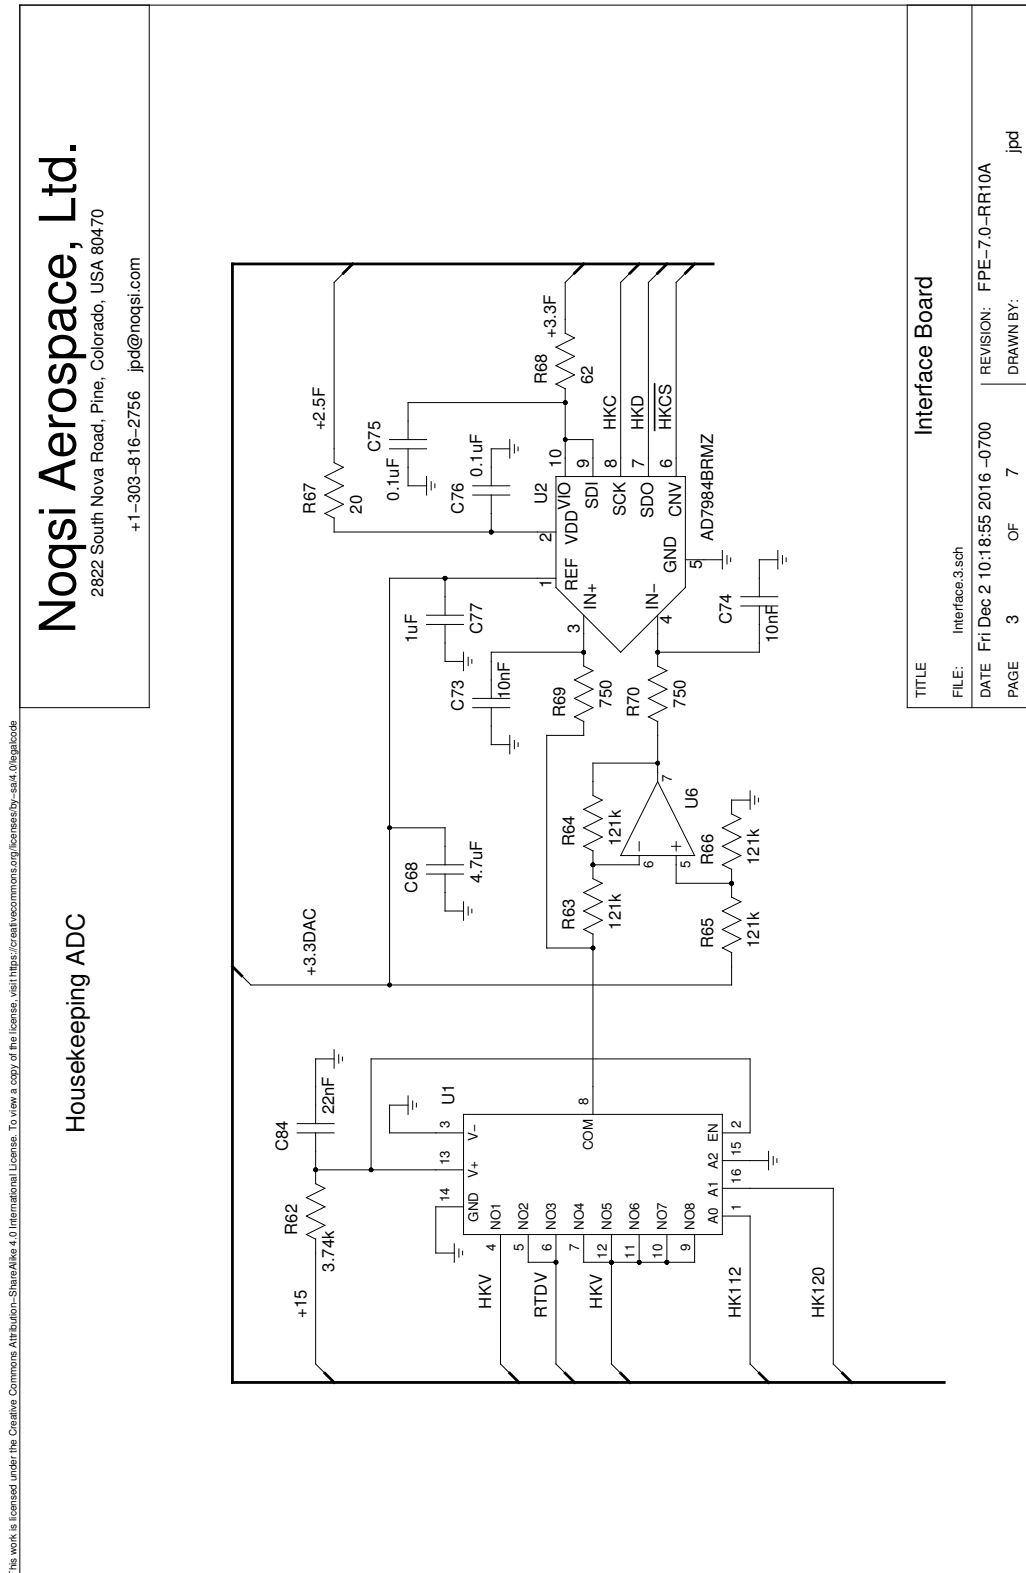 This work is licensed under the Creative Commons Attribution-ShareAlike 4.0 International License. To view a copy of the license, visit https://creativecommons.org/licenses/by-sa/4.0/legalcode
Noqsi Aerospace, Ltd.
2822 South Nova Road, Pine, Colorado, USA 80470
+1-303-816-2756 jpd@noqsi.com
Housekeeping ADC
+15
R62
3.74k
C84
22nF
+3.3DAC
C68
4.7uF
1uF
C77
C73
10nF
R67
20
+2.5F
C75
0.1uF
C76
0.1uF
R68
62
+3.3F
U1
14
13
3
GND
V+
V-
COM
8
4
NO1
5
NO2
6
NO3
7
NO4
12
NO5
11
NO6
10
NO7
9
NO8
A0
A1
A2
EN
1
16
15
2
HKV
RTDV
HKV
HK112
HK120
R63
121k
R64
121k
6
5
7
U6
R65
121k
R66
121k
R69
750
R70
750
U2
1
2
REF
VDD
VIO
10
SDI
9
SCK
8
SDO
7
CNV
6
3
IN+
IN-
4
GND
5
AD7984BRMZ
HKC
HKD
HKCS
C74
10nF
TITLE
Interface Board
FILE: Interface.3.sch
REVISION: FPE-7.0-RR10A
DATE Fri Dec 2 10:18:55 2016 -0700
PAGE 3 OF 7
DRAWN BY: jpd